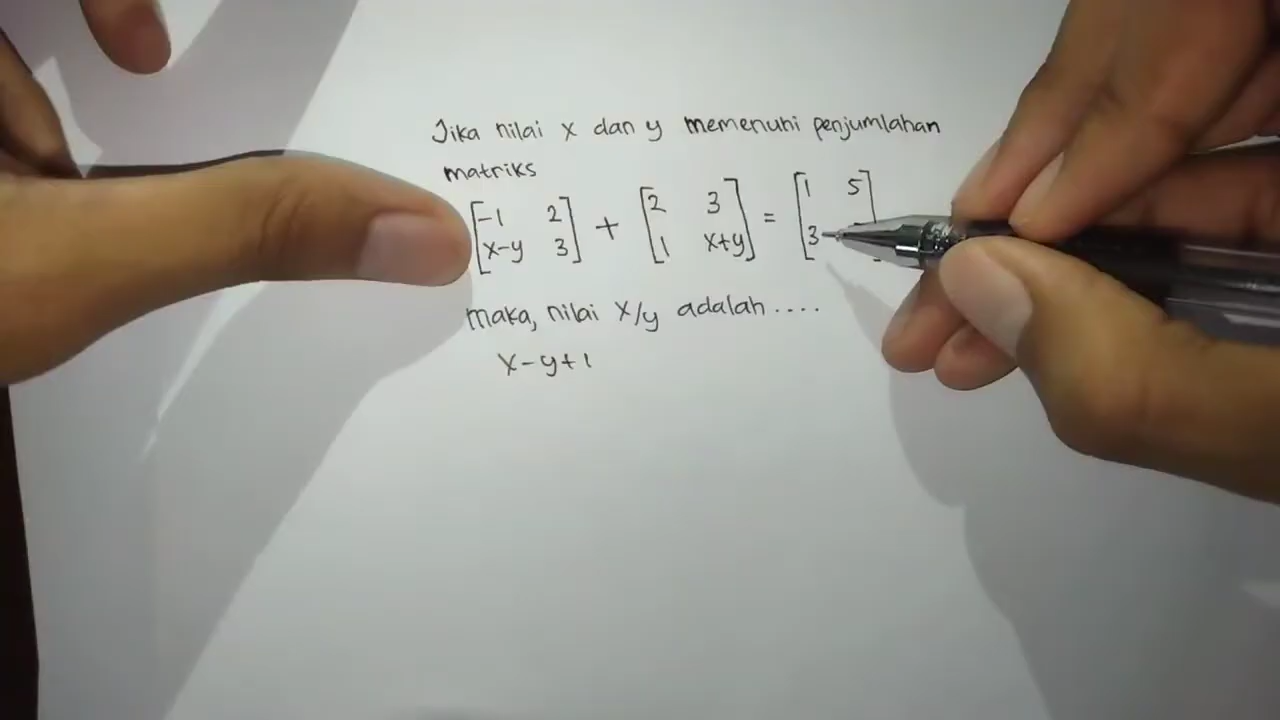 Jika nilai x dan y memenuhi penjumlahan
matriks
[-1 2] + [2 3] = [1 5]
[x-y 3] [1 x+y] [3
maka, nilai x/y adalah ....
x-y+1